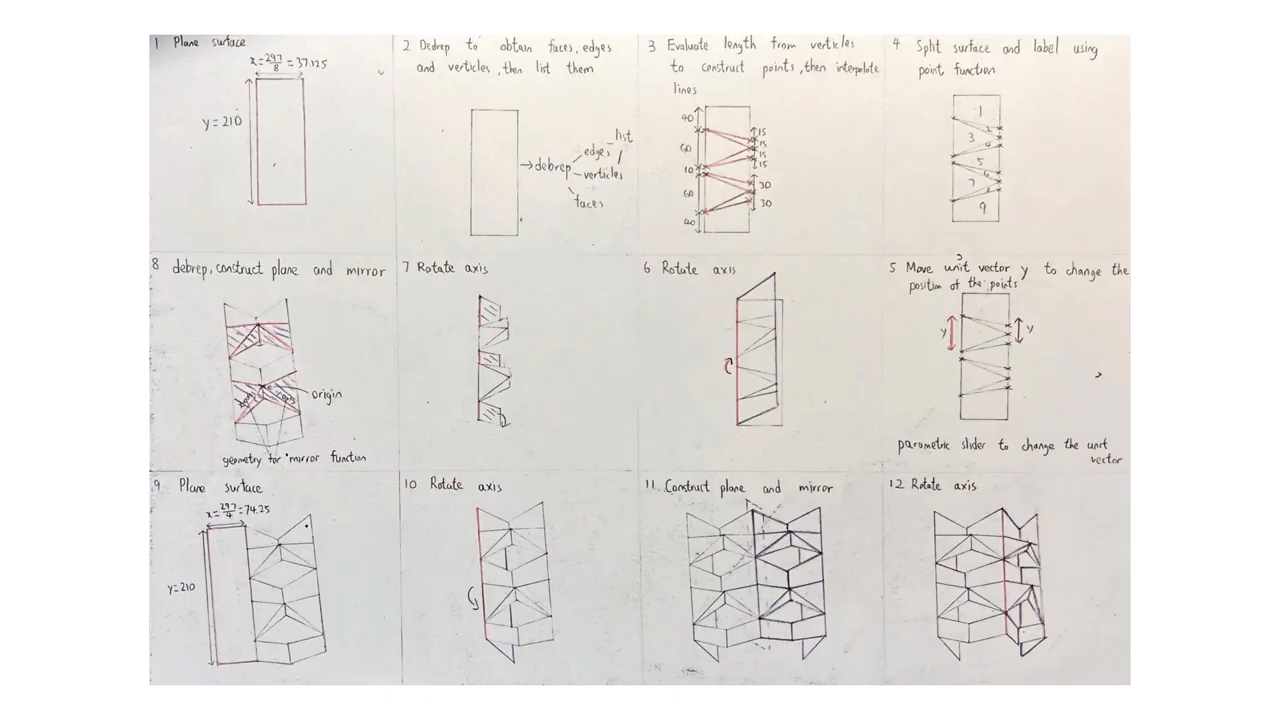 1 Plane surface
x=297/8 = 37.125
y=210
2 Debrep to obtain faces, edges
and verticles, then list them
list
edges
debrep
verticles
faces
3 Evaluate length from verticles
to construct points, then interpolate
lines
40
15
15
60
15
15
10
60
30
30
40
4 Split surface and label using
point function
1
2
3
4
5
6
7
8
9
8 debrep, construct plane and mirror
origin
geometry for mirror function
7 Rotate axis
6 Rotate axis
5 Move unit vector y to change the
position of the points
y
y
parametric slider to change the unit
vector
9 Plane surface
x=297/4 = 74.25
y=210
10 Rotate axis
11 Construct plane and mirror
12 Rotate axis